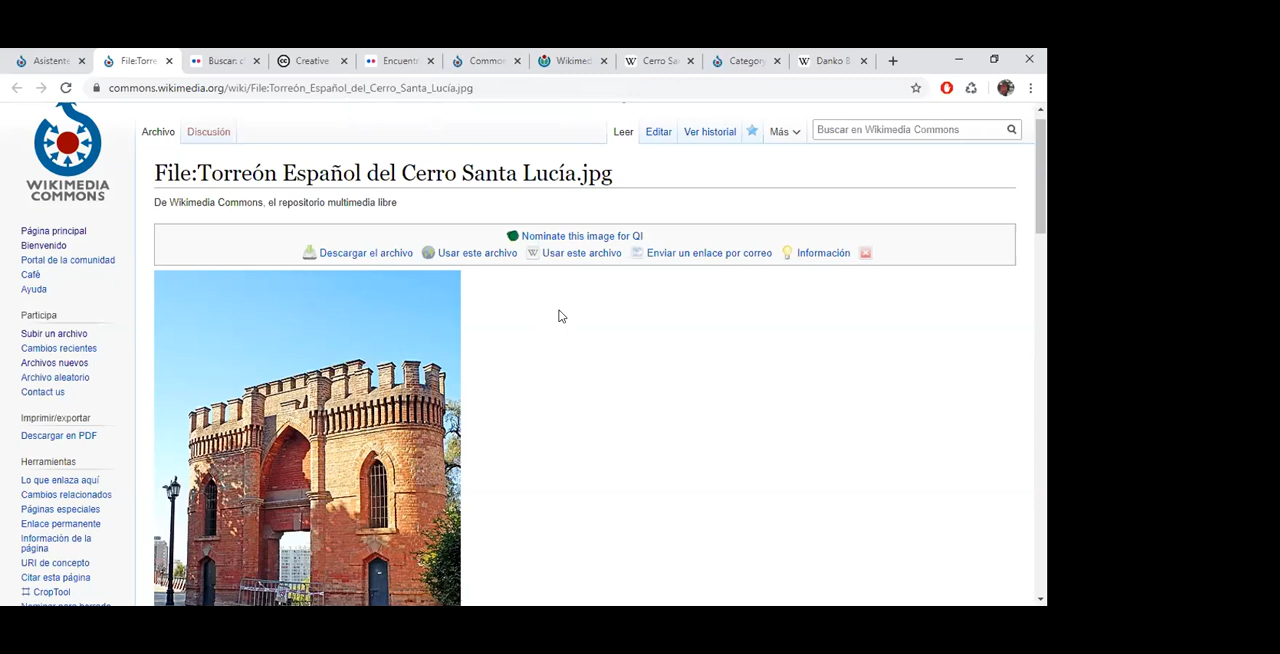 Asistente File:Torre Buscar: c Creative Encuent Common Wikimed Cerro Sa Category Danko B
commons.wikimedia.org/wiki/File:Torreón_Español_del_Cerro_Santa_Lucía.jpg
Archivo Discusión Leer Editar Ver historial Más Buscar en Wikimedia Commons
WIKIMEDIA
COMMONS
File:Torreón Español del Cerro Santa Lucía.jpg
De Wikimedia Commons, el repositorio multimedia libre
Nominate this image for QI
Descargar el archivo Usar este archivo Usar este archivo Enviar un enlace por correo Información
Página principal
Bienvenido
Portal de la comunidad
Café
Ayuda
Participa
Subir un archivo
Cambios recientes
Archivos nuevos
Archivo aleatorio
Contact us
Imprimir/exportar
Descargar en PDF
Herramientas
Lo que enlaza aquí
Cambios relacionados
Páginas especiales
Enlace permanente
Información de la
página
URI de concepto
Citar esta página
CropTool